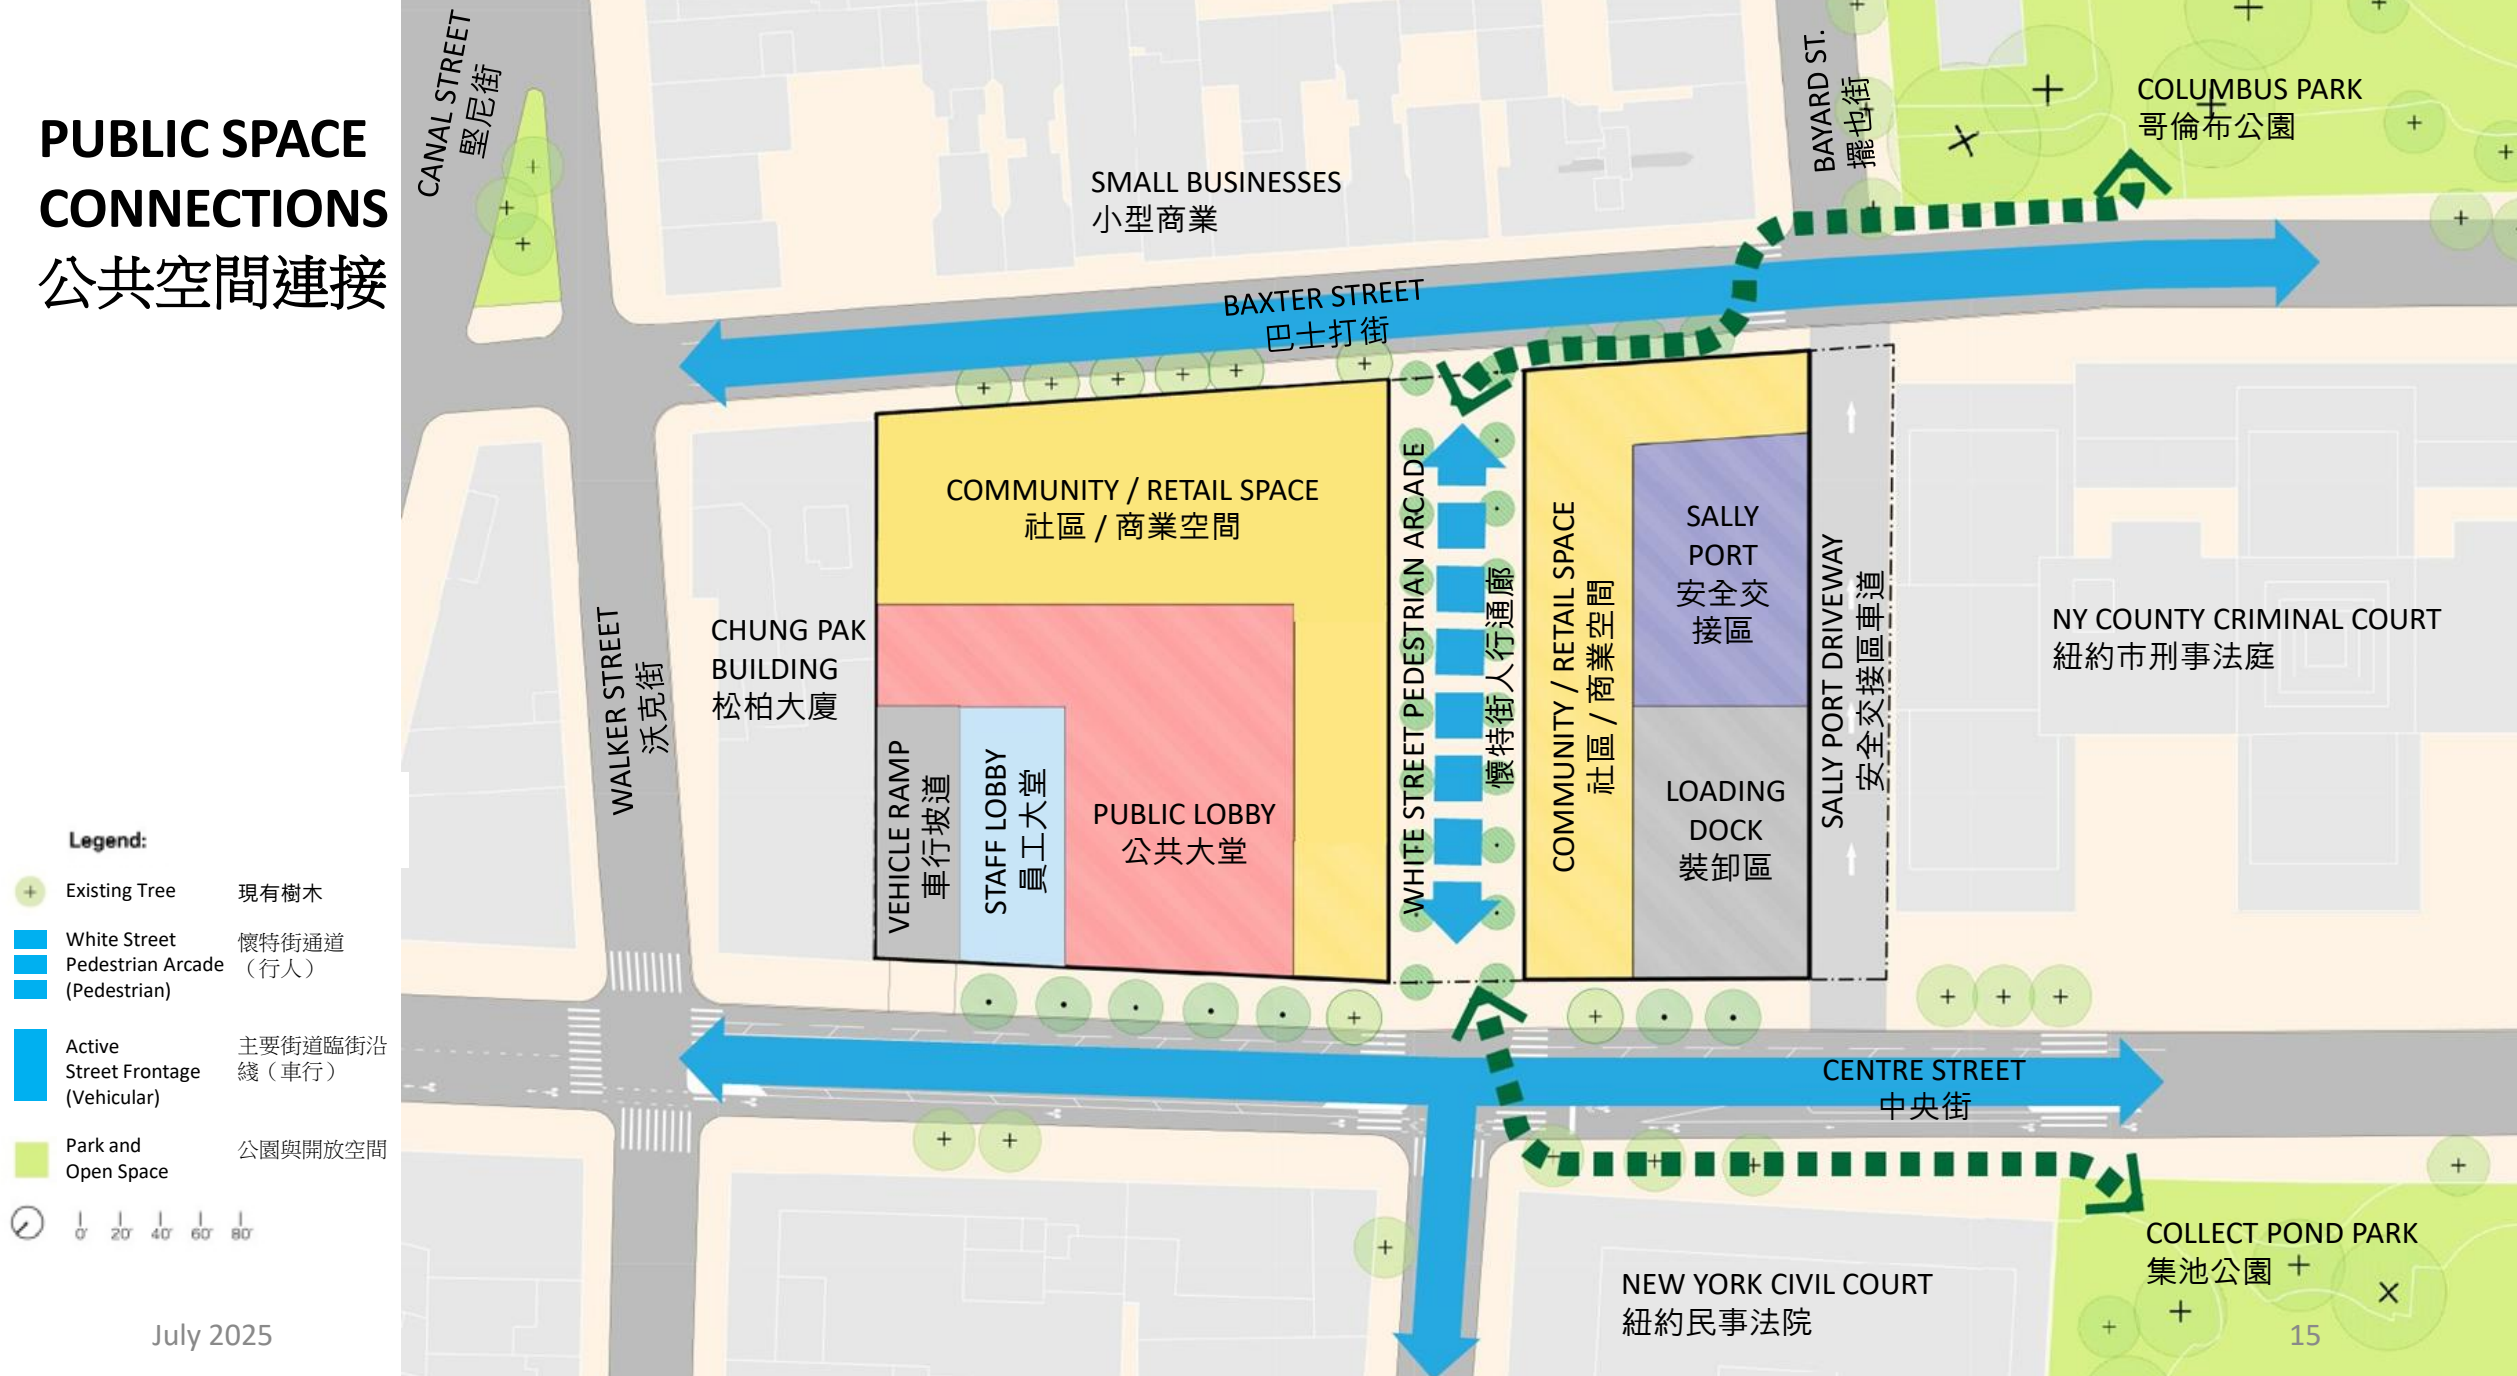 PUBLIC SPACE
CONNECTIONS
公共空間連接
CANAL STREET
堅尼街
SMALL BUSINESSES
小型商業
BAYARD ST.
擺也街
COLUMBUS PARK
哥倫布公園
BAXTER STREET
巴士打街
COMMUNITY / RETAIL SPACE
社區 / 商業空間
WHITE STREET PEDESTRIAN ARCADE
懷特街人行通廊
COMMUNITY / RETAIL SPACE
社區 / 商業空間
SALLY
PORT
安全交
接區
SALLY PORT DRIVEWAY
安全交接區車道
NY COUNTY CRIMINAL COURT
紐約市刑事法庭
WALKER STREET
沃克街
CHUNG PAK
BUILDING
松柏大廈
VEHICLE RAMP
車行坡道
STAFF LOBBY
員工大堂
PUBLIC LOBBY
公共大堂
LOADING
DOCK
裝卸區
CENTRE STREET
中央街
NEW YORK CIVIL COURT
紐約民事法院
COLLECT POND PARK
集池公園
Legend:
Existing Tree 現有樹木
White Street 懷特街通道
Pedestrian Arcade （行人）
(Pedestrian)
Active 主要街道臨街沿
Street Frontage 綫（車行）
(Vehicular)
Park and 公園與開放空間
Open Space
0' 20' 40' 60' 80'
July 2025
15